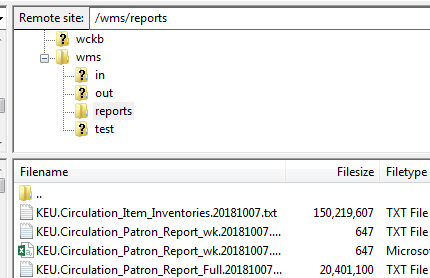 Remote site: /wms/reports
wckb
wms
in
out
reports
test
Filename Filesize Filetype
..
KEU.Circulation_Item_Inventories.20181007.txt 150,219,607 TXT File
KEU.Circulation_Patron_Report_wk.20181007.... 647 TXT File
KEU.Circulation_Patron_Report_wk.20181007.... 647 Microso
KEU.Circulation_Patron_Report_Full.20181007... 20,401,100 TXT File